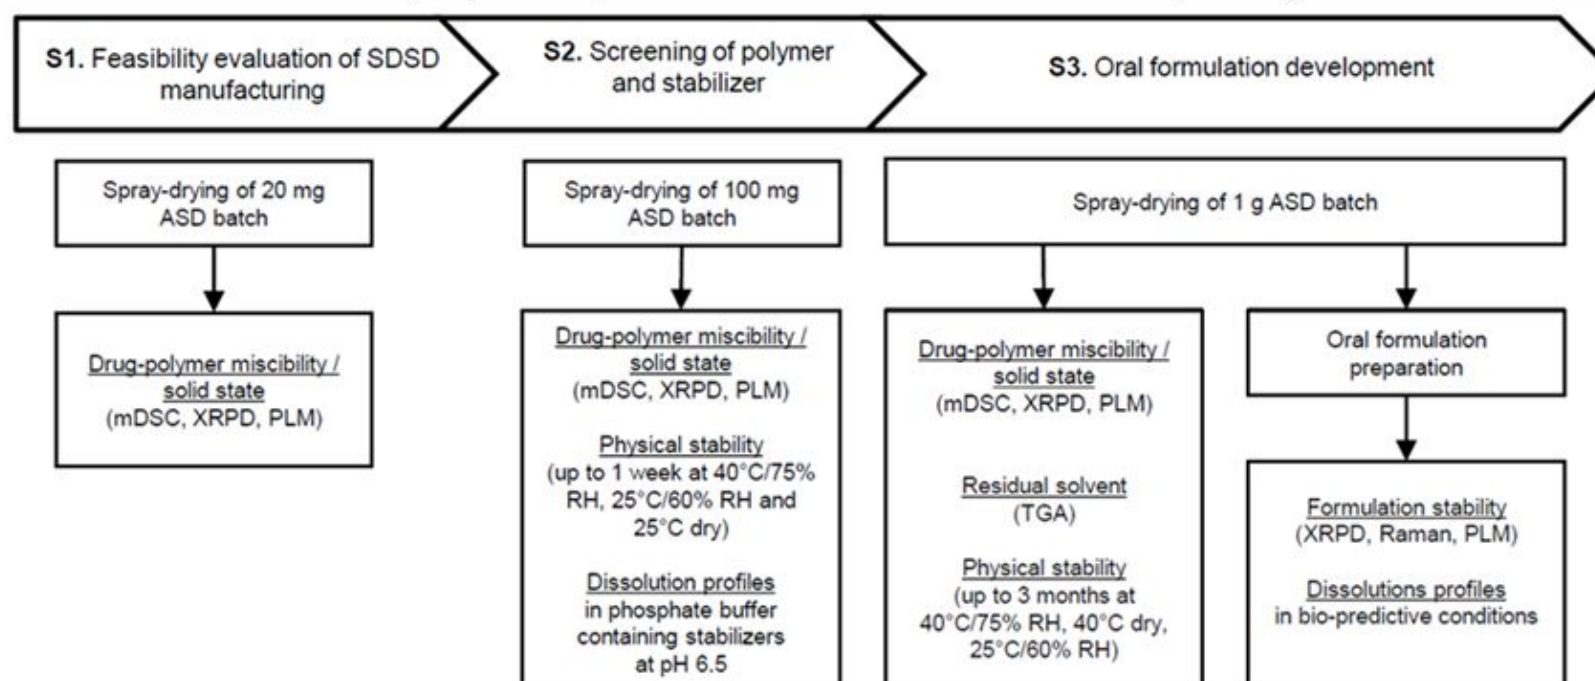 S1. Feasibility evaluation of SDSD
manufacturing
S2. Screening of polymer
and stabilizer
S3. Oral formulation development
Spray-drying of 20 mg
ASD batch
Drug-polymer miscibility /
solid state
(mDSC, XRPD, PLM)
Spray-drying of 100 mg
ASD batch
Drug-polymer miscibility /
solid state
(mDSC, XRPD, PLM)
Physical stability
(up to 1 week at 40°C/75%
RH, 25°C/60% RH and
25°C dry)
Dissolution profiles
in phosphate buffer
containing stabilizers
at pH 6.5
Spray-drying of 1 g ASD batch
Drug-polymer miscibility /
solid state
(mDSC, XRPD, PLM)
Residual solvent
(TGA)
Physical stability
(up to 3 months at
40°C/75% RH, 40°C dry,
25°C/60% RH)
Oral formulation
preparation
Formulation stability
(XRPD, Raman, PLM)
Dissolutions profiles
in bio-predictive conditions